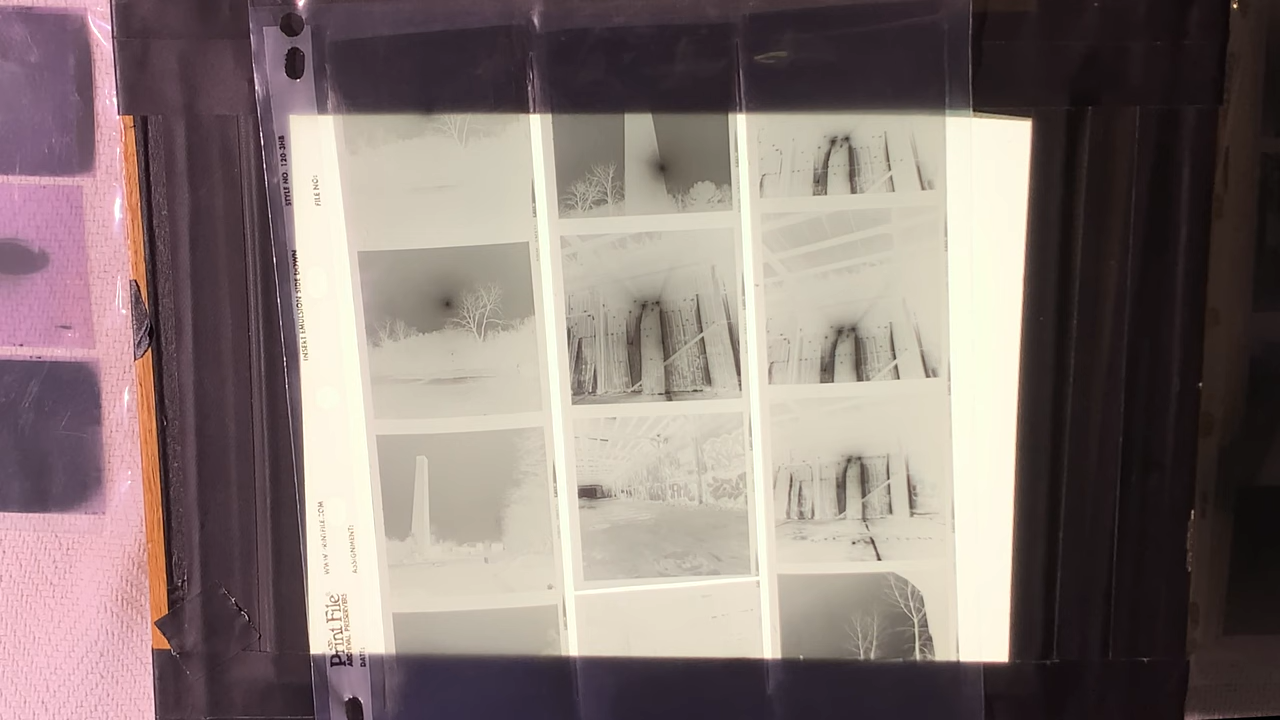 STYLE NO. 120-3HB
FILE NO:
INSERT EMULSION SIDE DOWN
WWW.PRINTFILE.COM
ASSIGNMENT:
Print File
ARCHIVAL PRESERVERS
DATE: